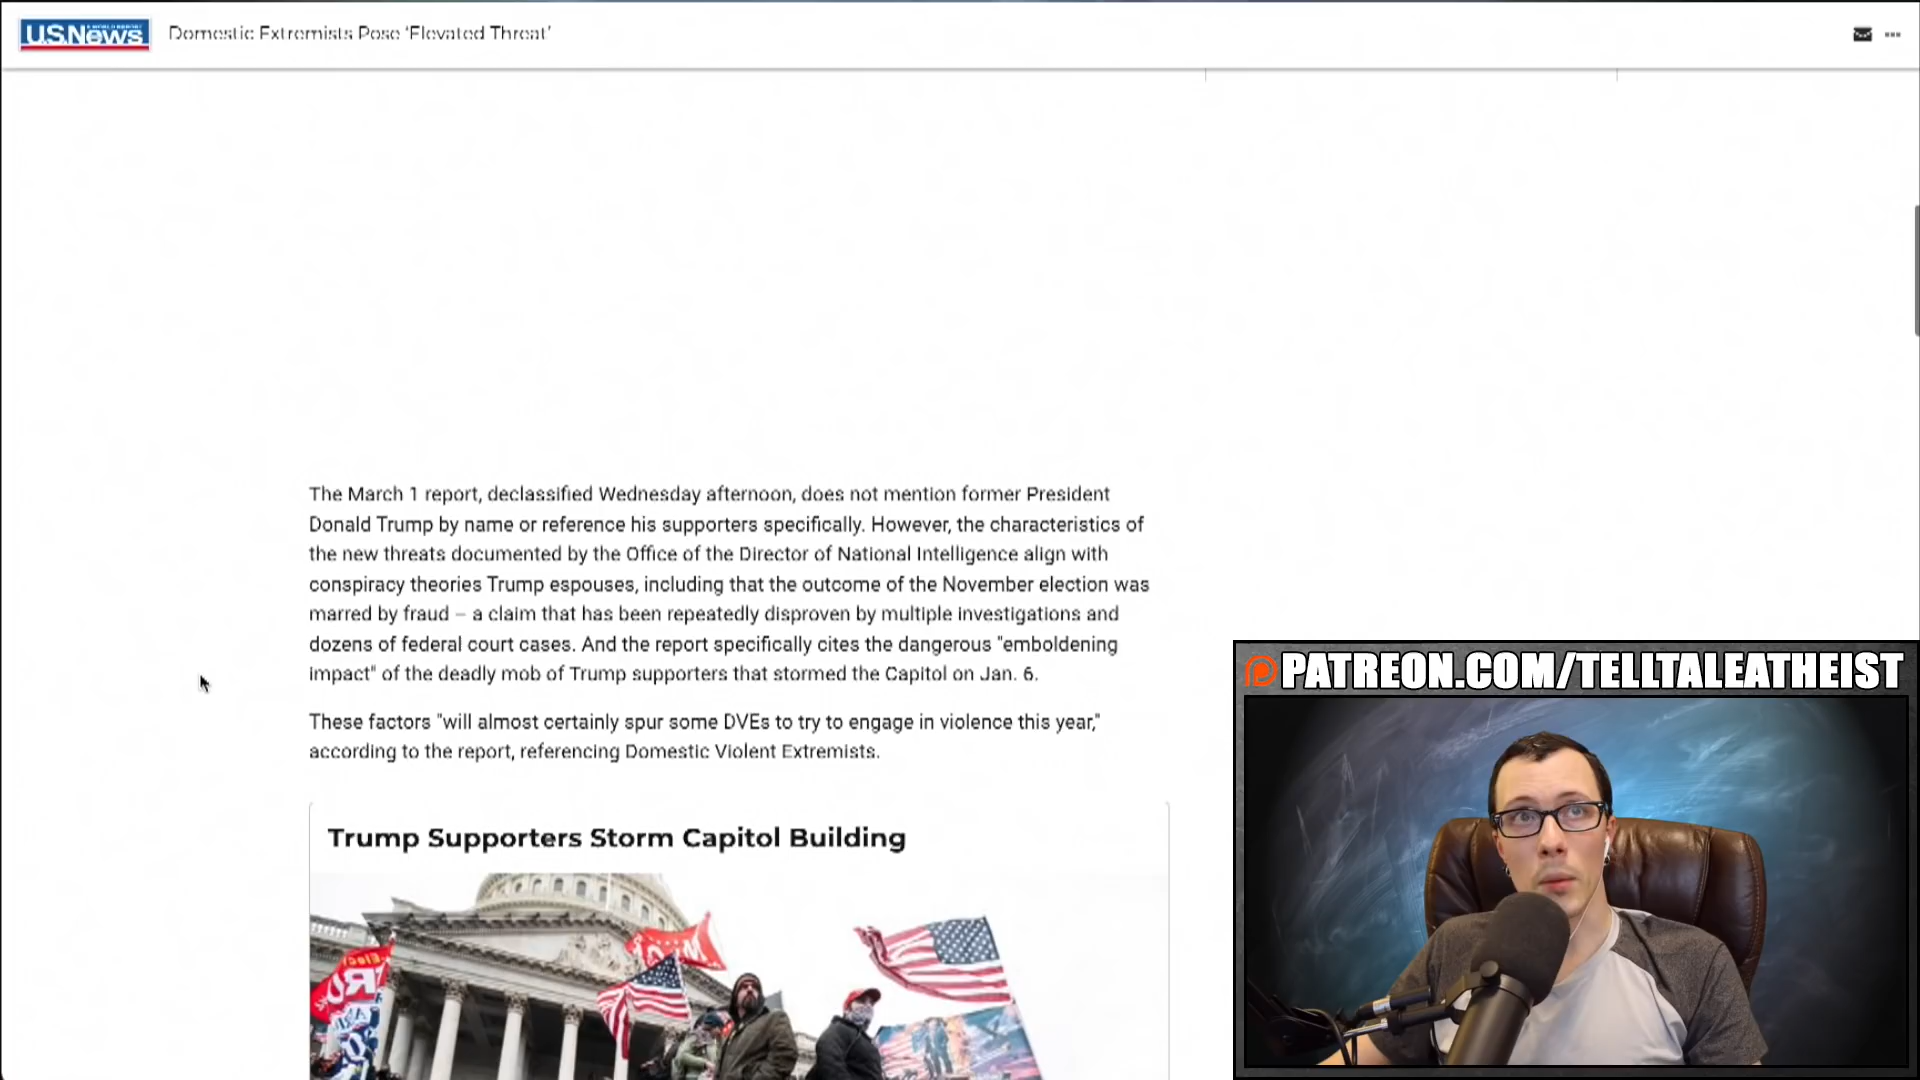 U.S.News
Domestic Extremists Pose 'Elevated Threat'
The March 1 report, declassified Wednesday afternoon, does not mention former President
Donald Trump by name or reference his supporters specifically. However, the characteristics of
the new threats documented by the Office of the Director of National Intelligence align with
conspiracy theories Trump espouses, including that the outcome of the November election was
marred by fraud – a claim that has been repeatedly disproven by multiple investigations and
dozens of federal court cases. And the report specifically cites the dangerous "emboldening
impact" of the deadly mob of Trump supporters that stormed the Capitol on Jan. 6.
These factors "will almost certainly spur some DVEs to try to engage in violence this year,"
according to the report, referencing Domestic Violent Extremists.
Trump Supporters Storm Capitol Building
PATREON.COM/TELLTALEATHEIST